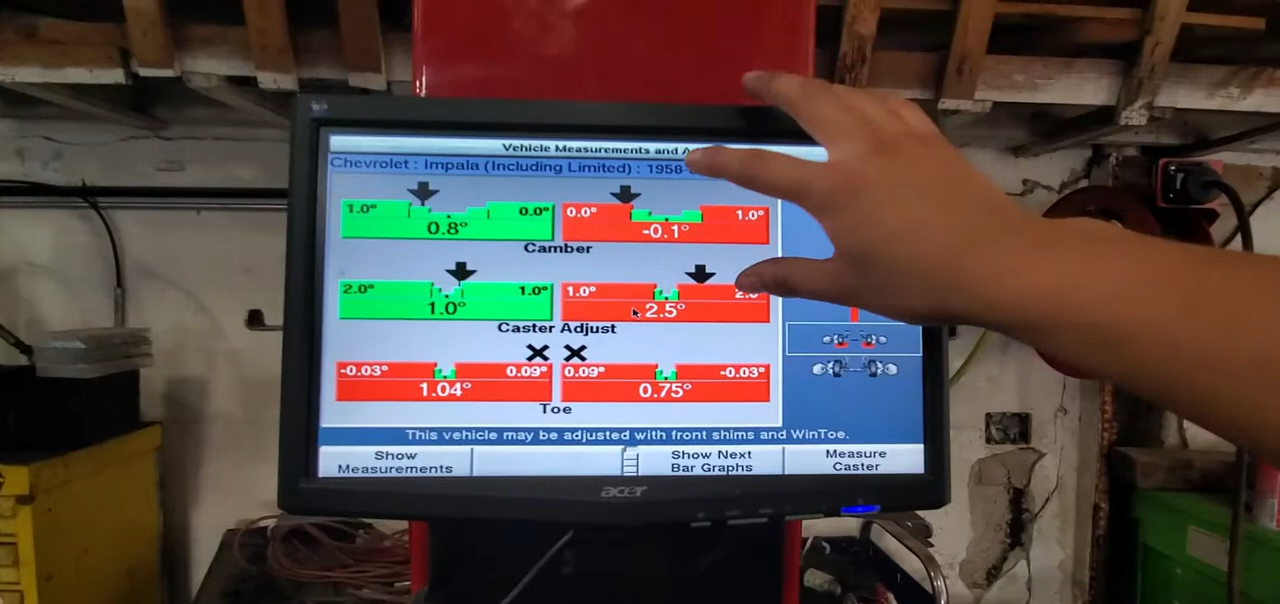 Vehicle Measurements and
Chevrolet : Impala (Including Limited) : 1958-
1.0° 0.0° 0.0° 1.0°
0.8° -0.1°
Camber
2.0° 1.0° 1.0° 2.0°
1.0° 2.5°
Caster Adjust
-0.03° 0.09° 0.09° -0.03°
1.04° 0.75°
Toe
This vehicle may be adjusted with front shims and WinToe.
Show Measurements
Show Next Bar Graphs
Measure Caster
acer